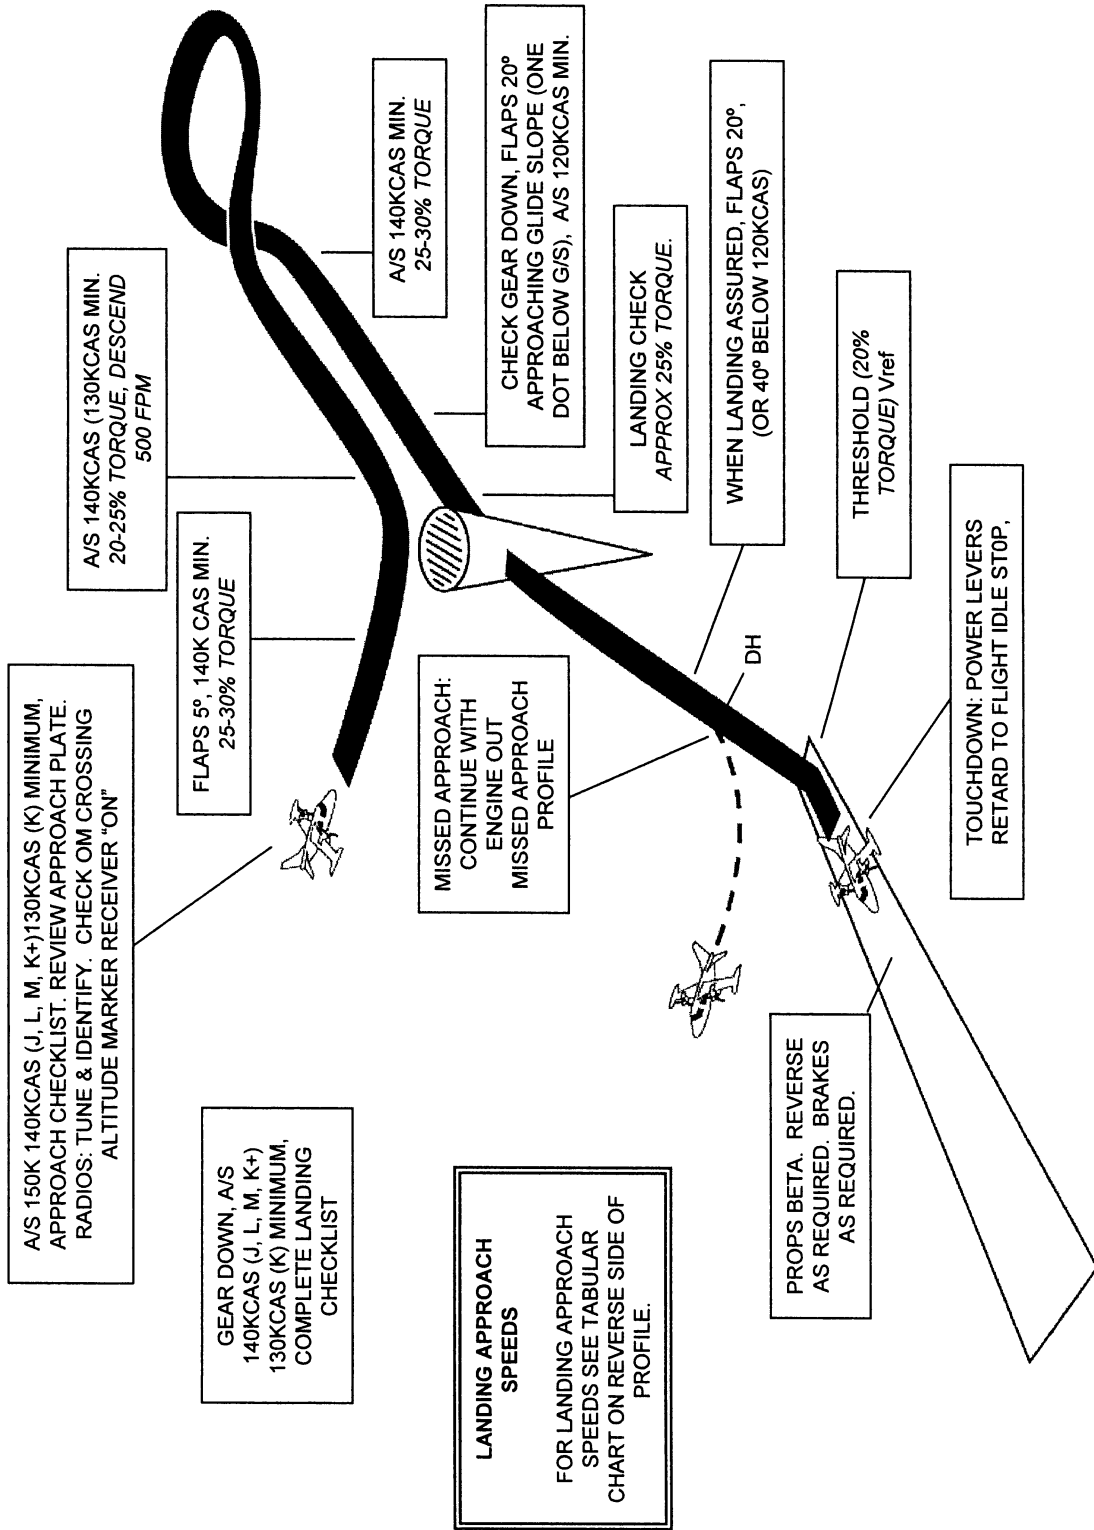 A/S 150K 140KCAS (J, L, M, K+)130KCAS (K) MINIMUM,
APPROACH CHECKLIST. REVIEW APPROACH PLATE.
RADIOS: TUNE & IDENTIFY.  CHECK OM CROSSING
ALTITUDE MARKER RECEIVER "ON"
A/S 140KCAS (130KCAS MIN.
20-25% TORQUE, DESCEND
500 FPM
FLAPS 5º, 140K CAS MIN.
25-30% TORQUE
A/S 140KCAS MIN.
25-30% TORQUE
GEAR DOWN, A/S
140KCAS (J, L, M, K+)
130KCAS (K) MINIMUM,
COMPLETE LANDING
CHECKLIST
CHECK GEAR DOWN, FLAPS 20º
APPROACHING GLIDE SLOPE (ONE
DOT BELOW G/S),  A/S 120KCAS MIN.
MISSED APPROACH:
CONTINUE WITH
ENGINE OUT
MISSED APPROACH
PROFILE
LANDING CHECK
APPROX 25% TORQUE.
LANDING APPROACH
SPEEDS
FOR LANDING APPROACH
SPEEDS SEE TABULAR
CHART ON REVERSE SIDE OF
PROFILE.
WHEN LANDING ASSURED, FLAPS 20º,
(OR 40º BELOW 120KCAS)
DH
THRESHOLD (20%
TORQUE) Vref
PROPS BETA.  REVERSE
AS REQUIRED.  BRAKES
AS REQUIRED.
TOUCHDOWN: POWER LEVERS
RETARD TO FLIGHT IDLE STOP,